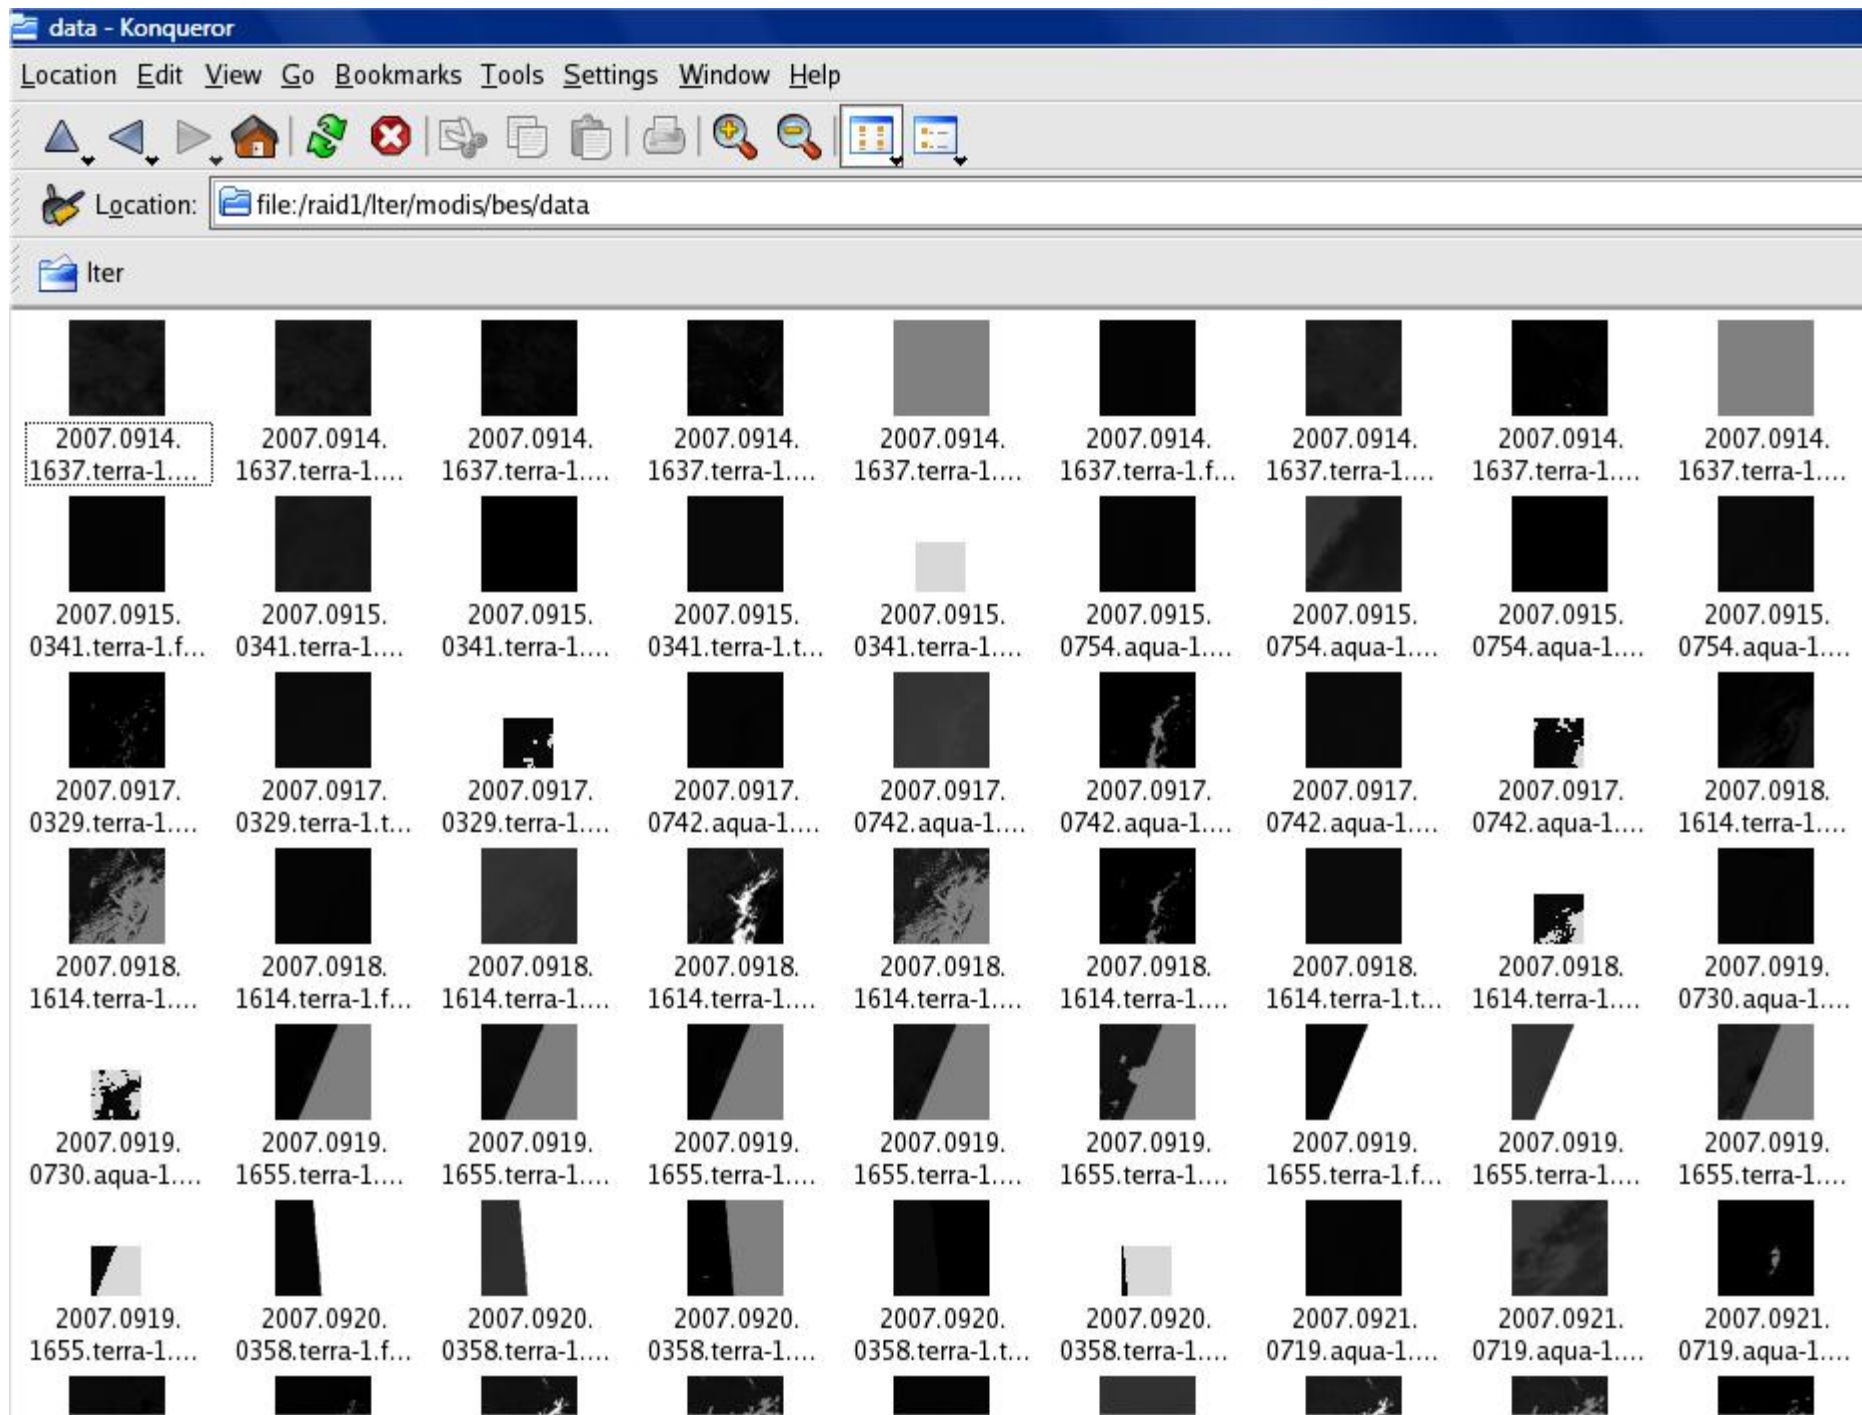 data - Konqueror
Location Edit View Go Bookmarks Tools Settings Window Help
Location: file:/raid1/lter/modis/bes/data
lter
2007.0914. 2007.0914. 2007.0914. 2007.0914. 2007.0914. 2007.0914. 2007.0914. 2007.0914. 2007.0914.
1637.terra-1.... 1637.terra-1.... 1637.terra-1.... 1637.terra-1.... 1637.terra-1.... 1637.terra-1.f... 1637.terra-1.... 1637.terra-1.... 1637.terra-1....
2007.0915. 2007.0915. 2007.0915. 2007.0915. 2007.0915. 2007.0915. 2007.0915. 2007.0915. 2007.0915.
0341.terra-1.f... 0341.terra-1.... 0341.terra-1.... 0341.terra-1.t... 0341.terra-1.... 0754.aqua-1.... 0754.aqua-1.... 0754.aqua-1.... 0754.aqua-1....
2007.0917. 2007.0917. 2007.0917. 2007.0917. 2007.0917. 2007.0917. 2007.0917. 2007.0917. 2007.0918.
0329.terra-1.... 0329.terra-1.t... 0329.terra-1.... 0742.aqua-1.... 0742.aqua-1.... 0742.aqua-1.... 0742.aqua-1.... 0742.aqua-1.... 1614.terra-1....
2007.0918. 2007.0918. 2007.0918. 2007.0918. 2007.0918. 2007.0918. 2007.0918. 2007.0918. 2007.0919.
1614.terra-1.... 1614.terra-1.f... 1614.terra-1.... 1614.terra-1.... 1614.terra-1.... 1614.terra-1.... 1614.terra-1.t... 1614.terra-1.... 0730.aqua-1....
2007.0919. 2007.0919. 2007.0919. 2007.0919. 2007.0919. 2007.0919. 2007.0919. 2007.0919. 2007.0919.
0730.aqua-1.... 1655.terra-1.... 1655.terra-1.... 1655.terra-1.... 1655.terra-1.... 1655.terra-1.... 1655.terra-1.f... 1655.terra-1.... 1655.terra-1....
2007.0919. 2007.0920. 2007.0920. 2007.0920. 2007.0920. 2007.0920. 2007.0921. 2007.0921. 2007.0921.
1655.terra-1.... 0358.terra-1.f... 0358.terra-1.... 0358.terra-1.... 0358.terra-1.t... 0358.terra-1.... 0719.aqua-1.... 0719.aqua-1.... 0719.aqua-1....